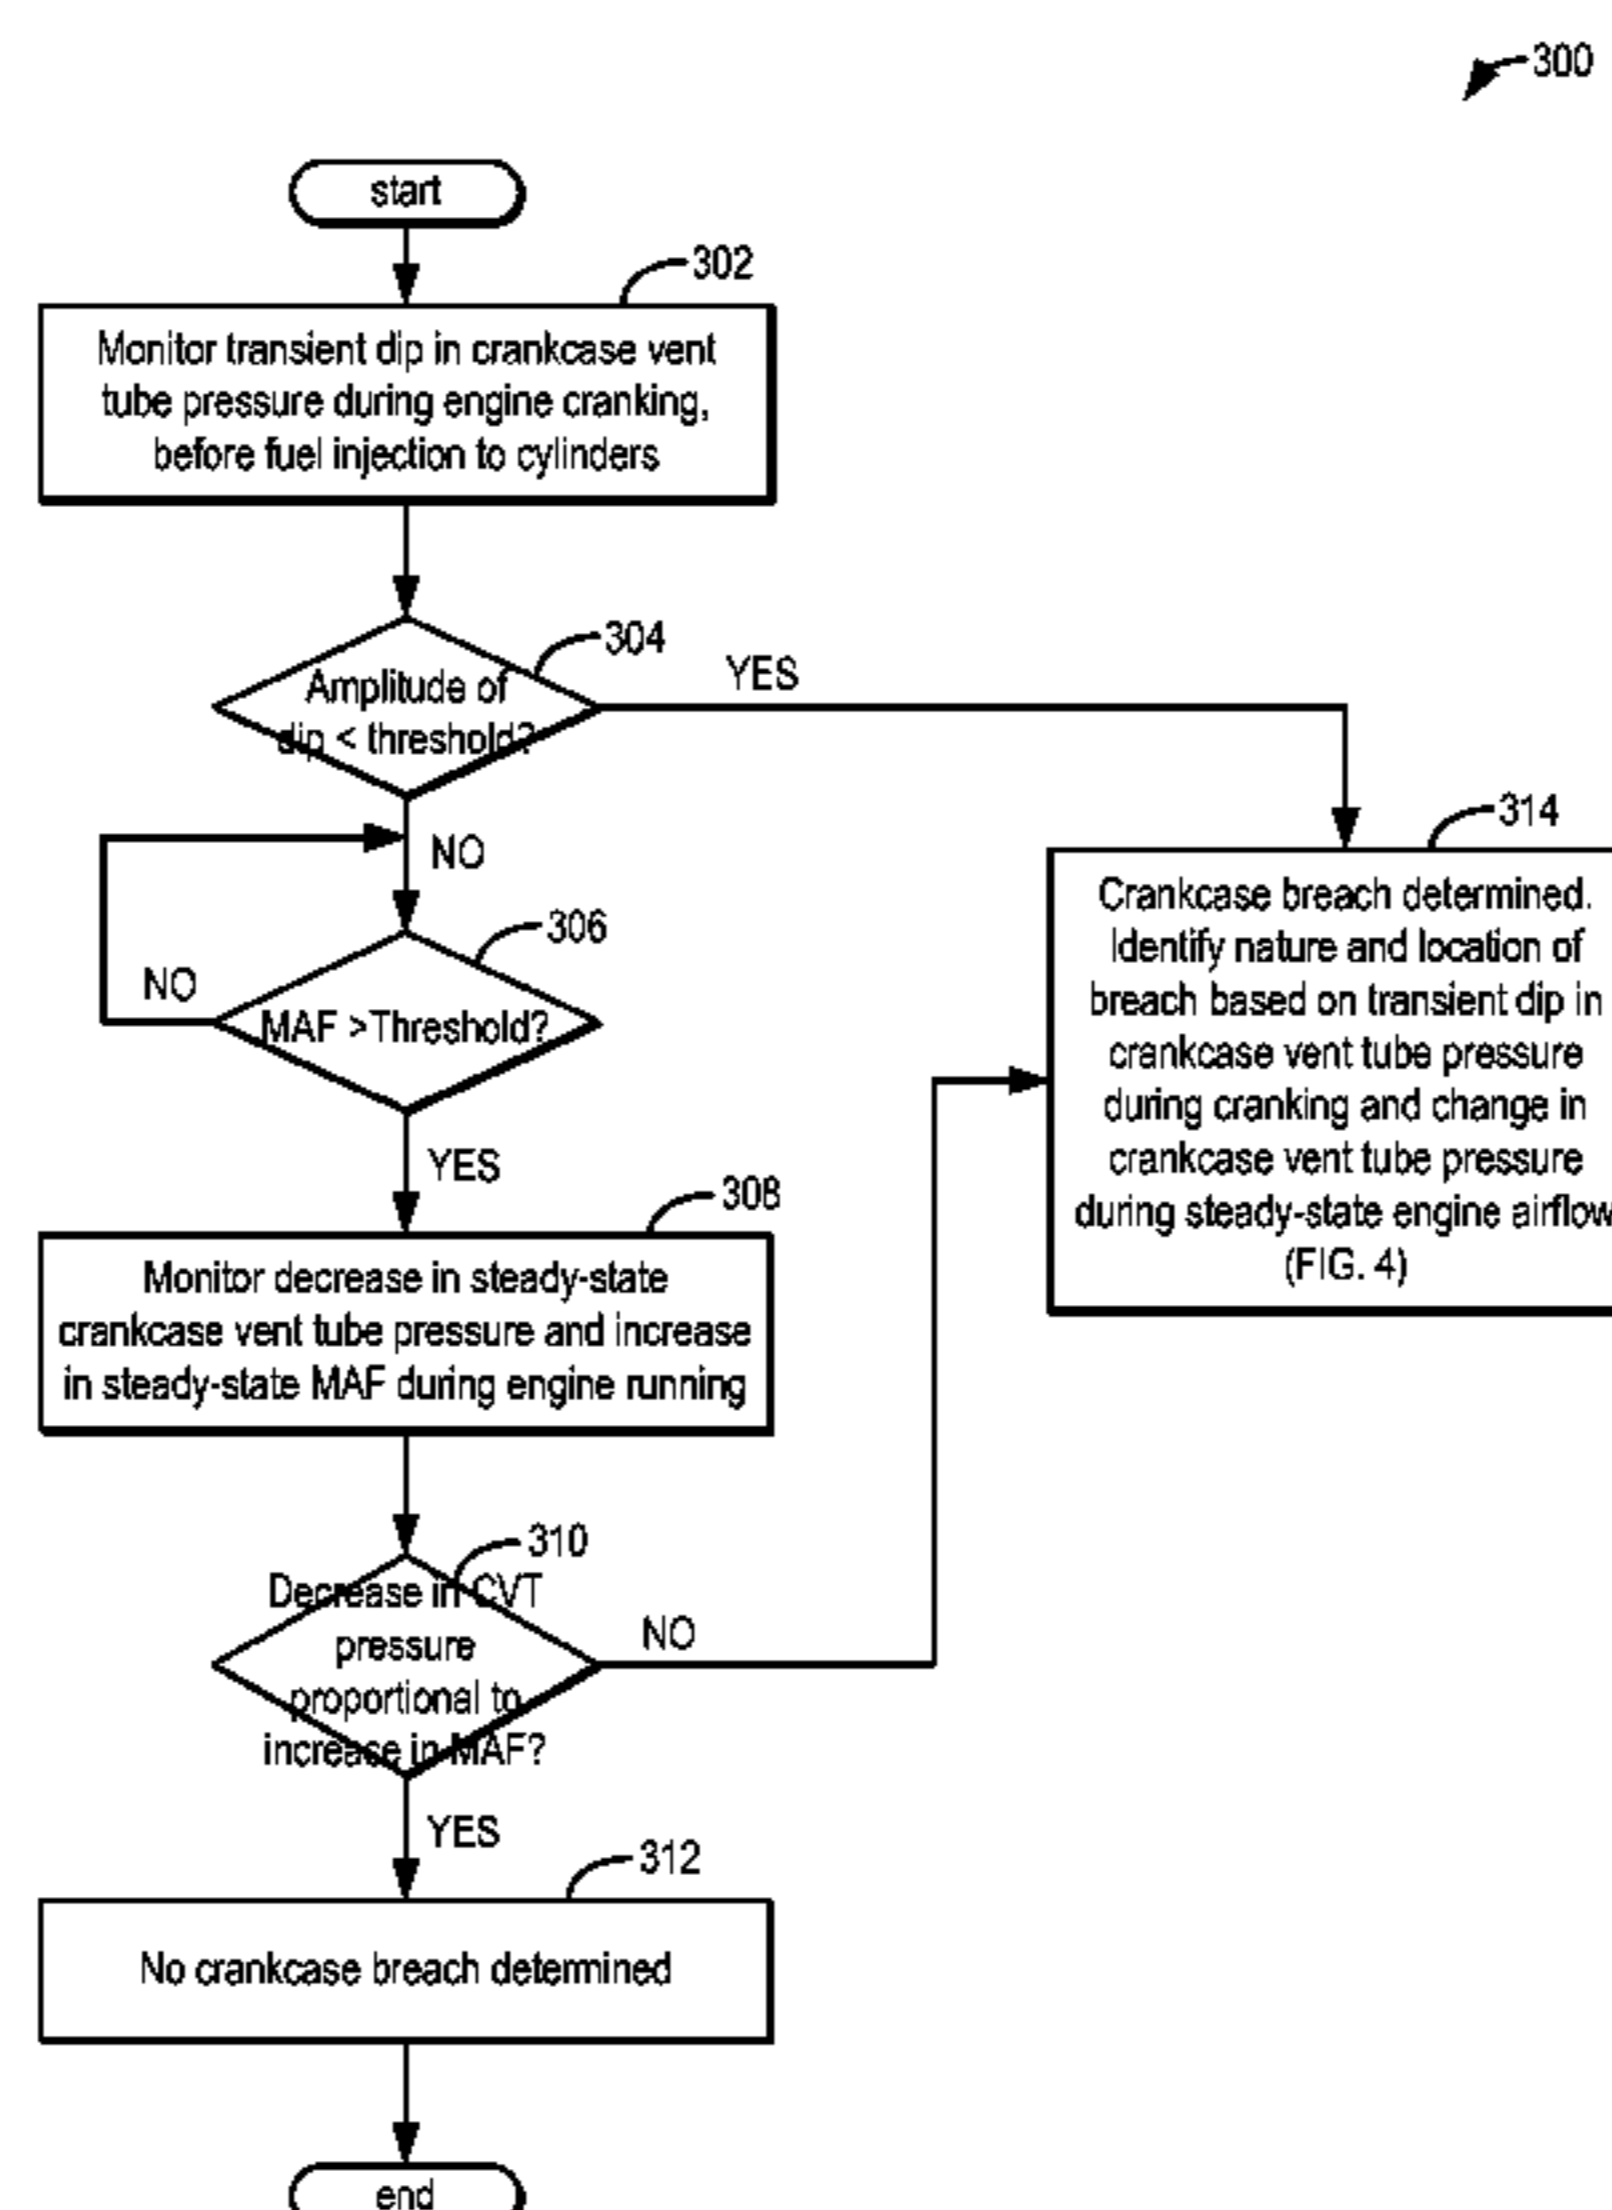 300
start
302
Monitor transient dip in crankcase vent
tube pressure during engine cranking,
before fuel injection to cylinders
304
Amplitude of
dip < threshold?
YES
NO
306
MAF >Threshold?
NO
YES
308
Monitor decrease in steady-state
crankcase vent tube pressure and increase
in steady-state MAF during engine running
310
Decrease in CVT
pressure
proportional to
increase in MAF?
NO
YES
312
No crankcase breach determined
end
314
Crankcase breach determined.
Identify nature and location of
breach based on transient dip in
crankcase vent tube pressure
during cranking and change in
crankcase vent tube pressure
during steady-state engine airflow
(FIG. 4)